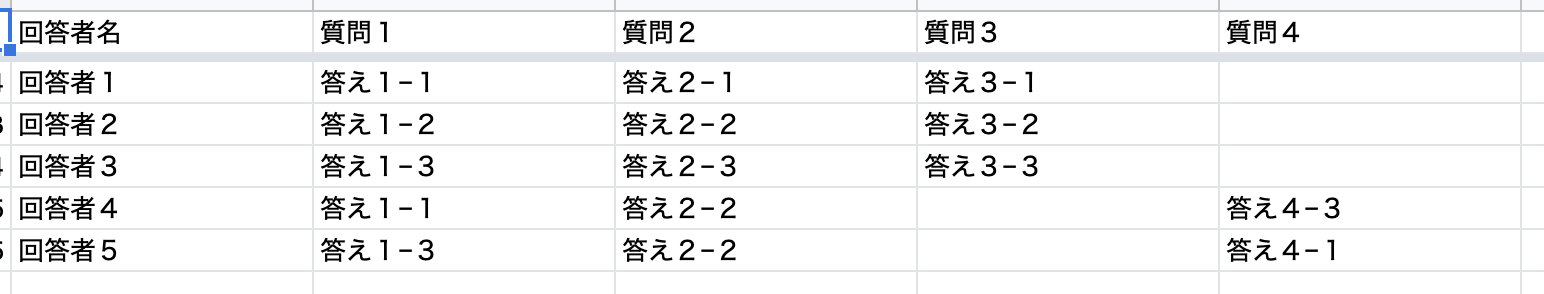 回答者名 質問１ 質問２ 質問３ 質問４
回答者１ 答え１−１ 答え２−１ 答え３−１
回答者２ 答え１−２ 答え２−２ 答え３−２
回答者３ 答え１−３ 答え２−３ 答え３−３
回答者４ 答え１−１ 答え２−２ 答え４−３
回答者５ 答え１−３ 答え２−２ 答え４−１